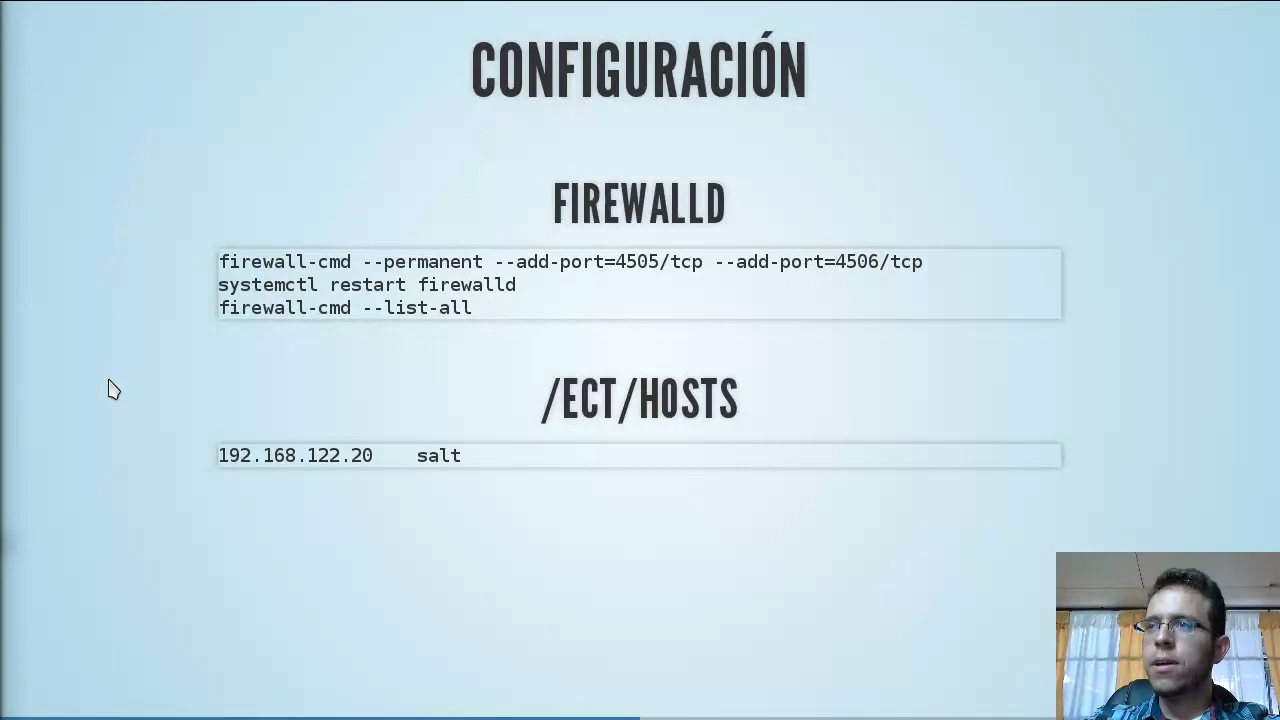 CONFIGURACIÓN
FIREWALLD
firewall-cmd --permanent --add-port=4505/tcp --add-port=4506/tcp
systemctl restart firewalld
firewall-cmd --list-all
/ECT/HOSTS
192.168.122.20    salt